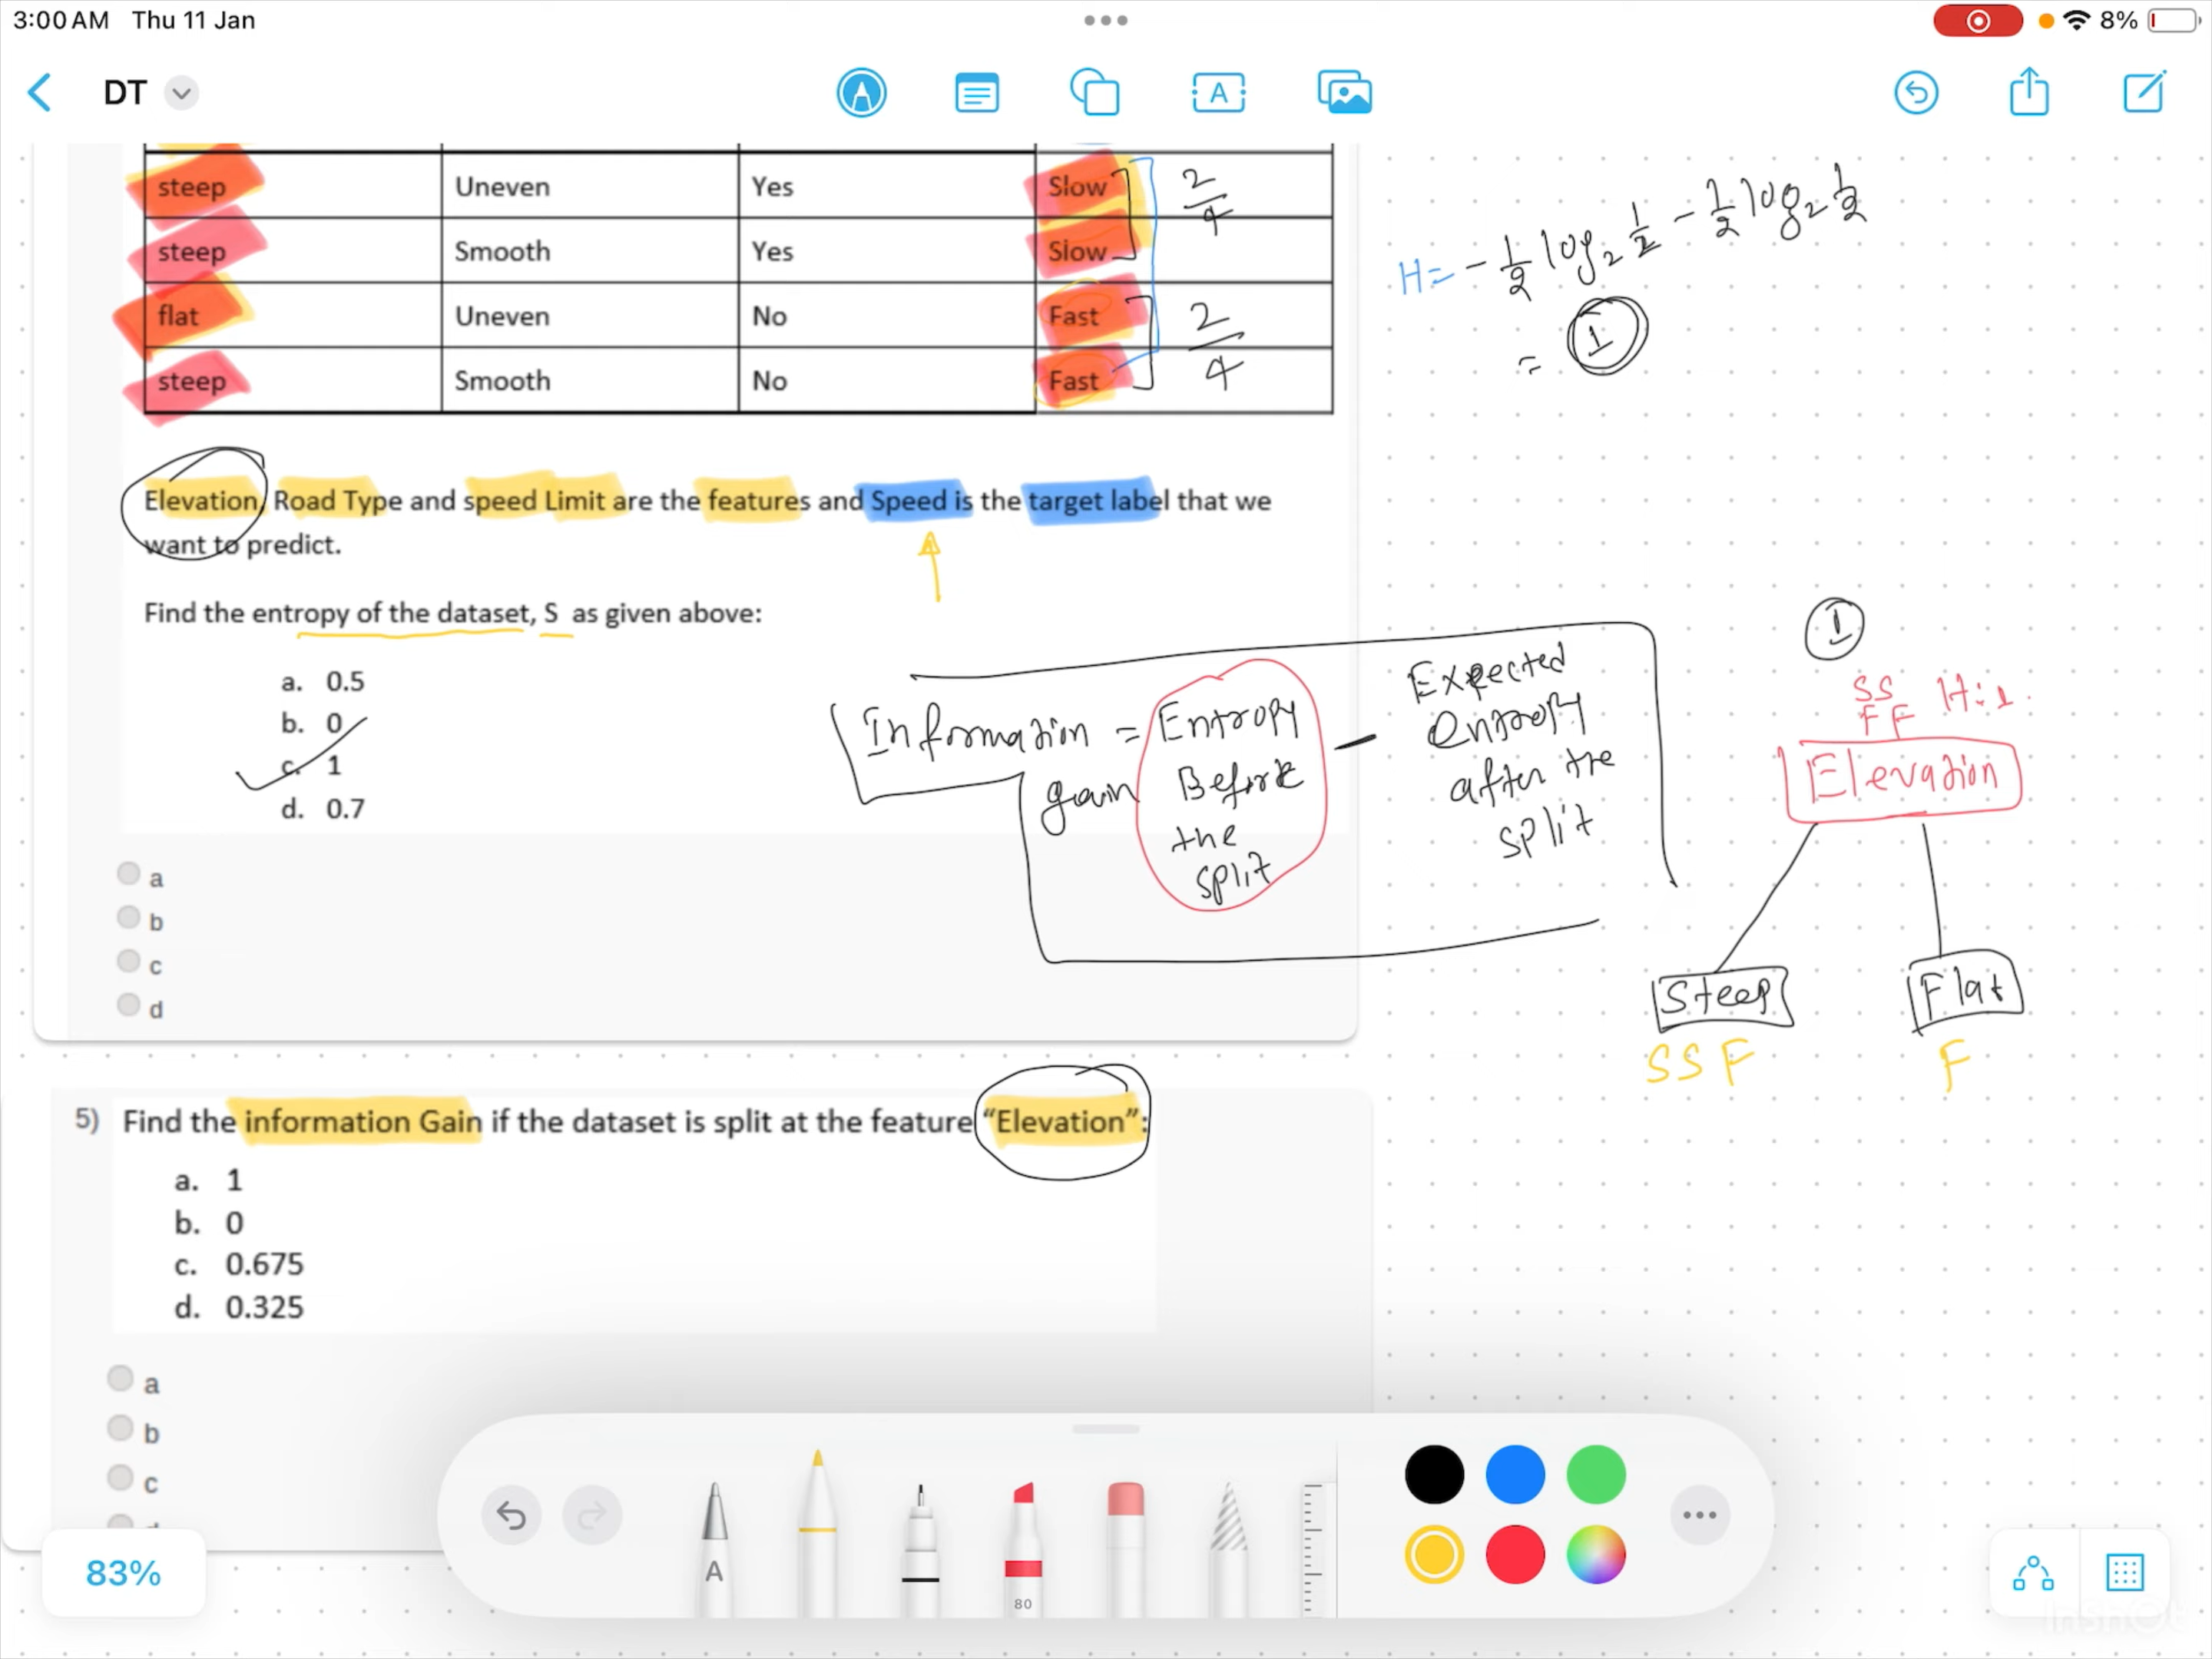 3:00 AM Thu 11 Jan
8%
DT
steep Uneven Yes Slow 2/4
steep Smooth Yes Slow
flat Uneven No Fast 2/4
steep Smooth No Fast
H = - 1/2 log2 1/2 - 1/2 log2 1/2
= 1
Elevation, Road Type and speed Limit are the features and Speed is the target label that we
want to predict.
Find the entropy of the dataset, S as given above:
a. 0.5
b. 0
c. 1
d. 0.7
a
b
c
d
Information gain = Entropy Before the split - Expected entropy after the split
1
SS H:1
FF
Elevation
Steep Flat
SSF F
5) Find the information Gain if the dataset is split at the feature “Elevation”:
a. 1
b. 0
c. 0.675
d. 0.325
a
b
c
A
80
83%